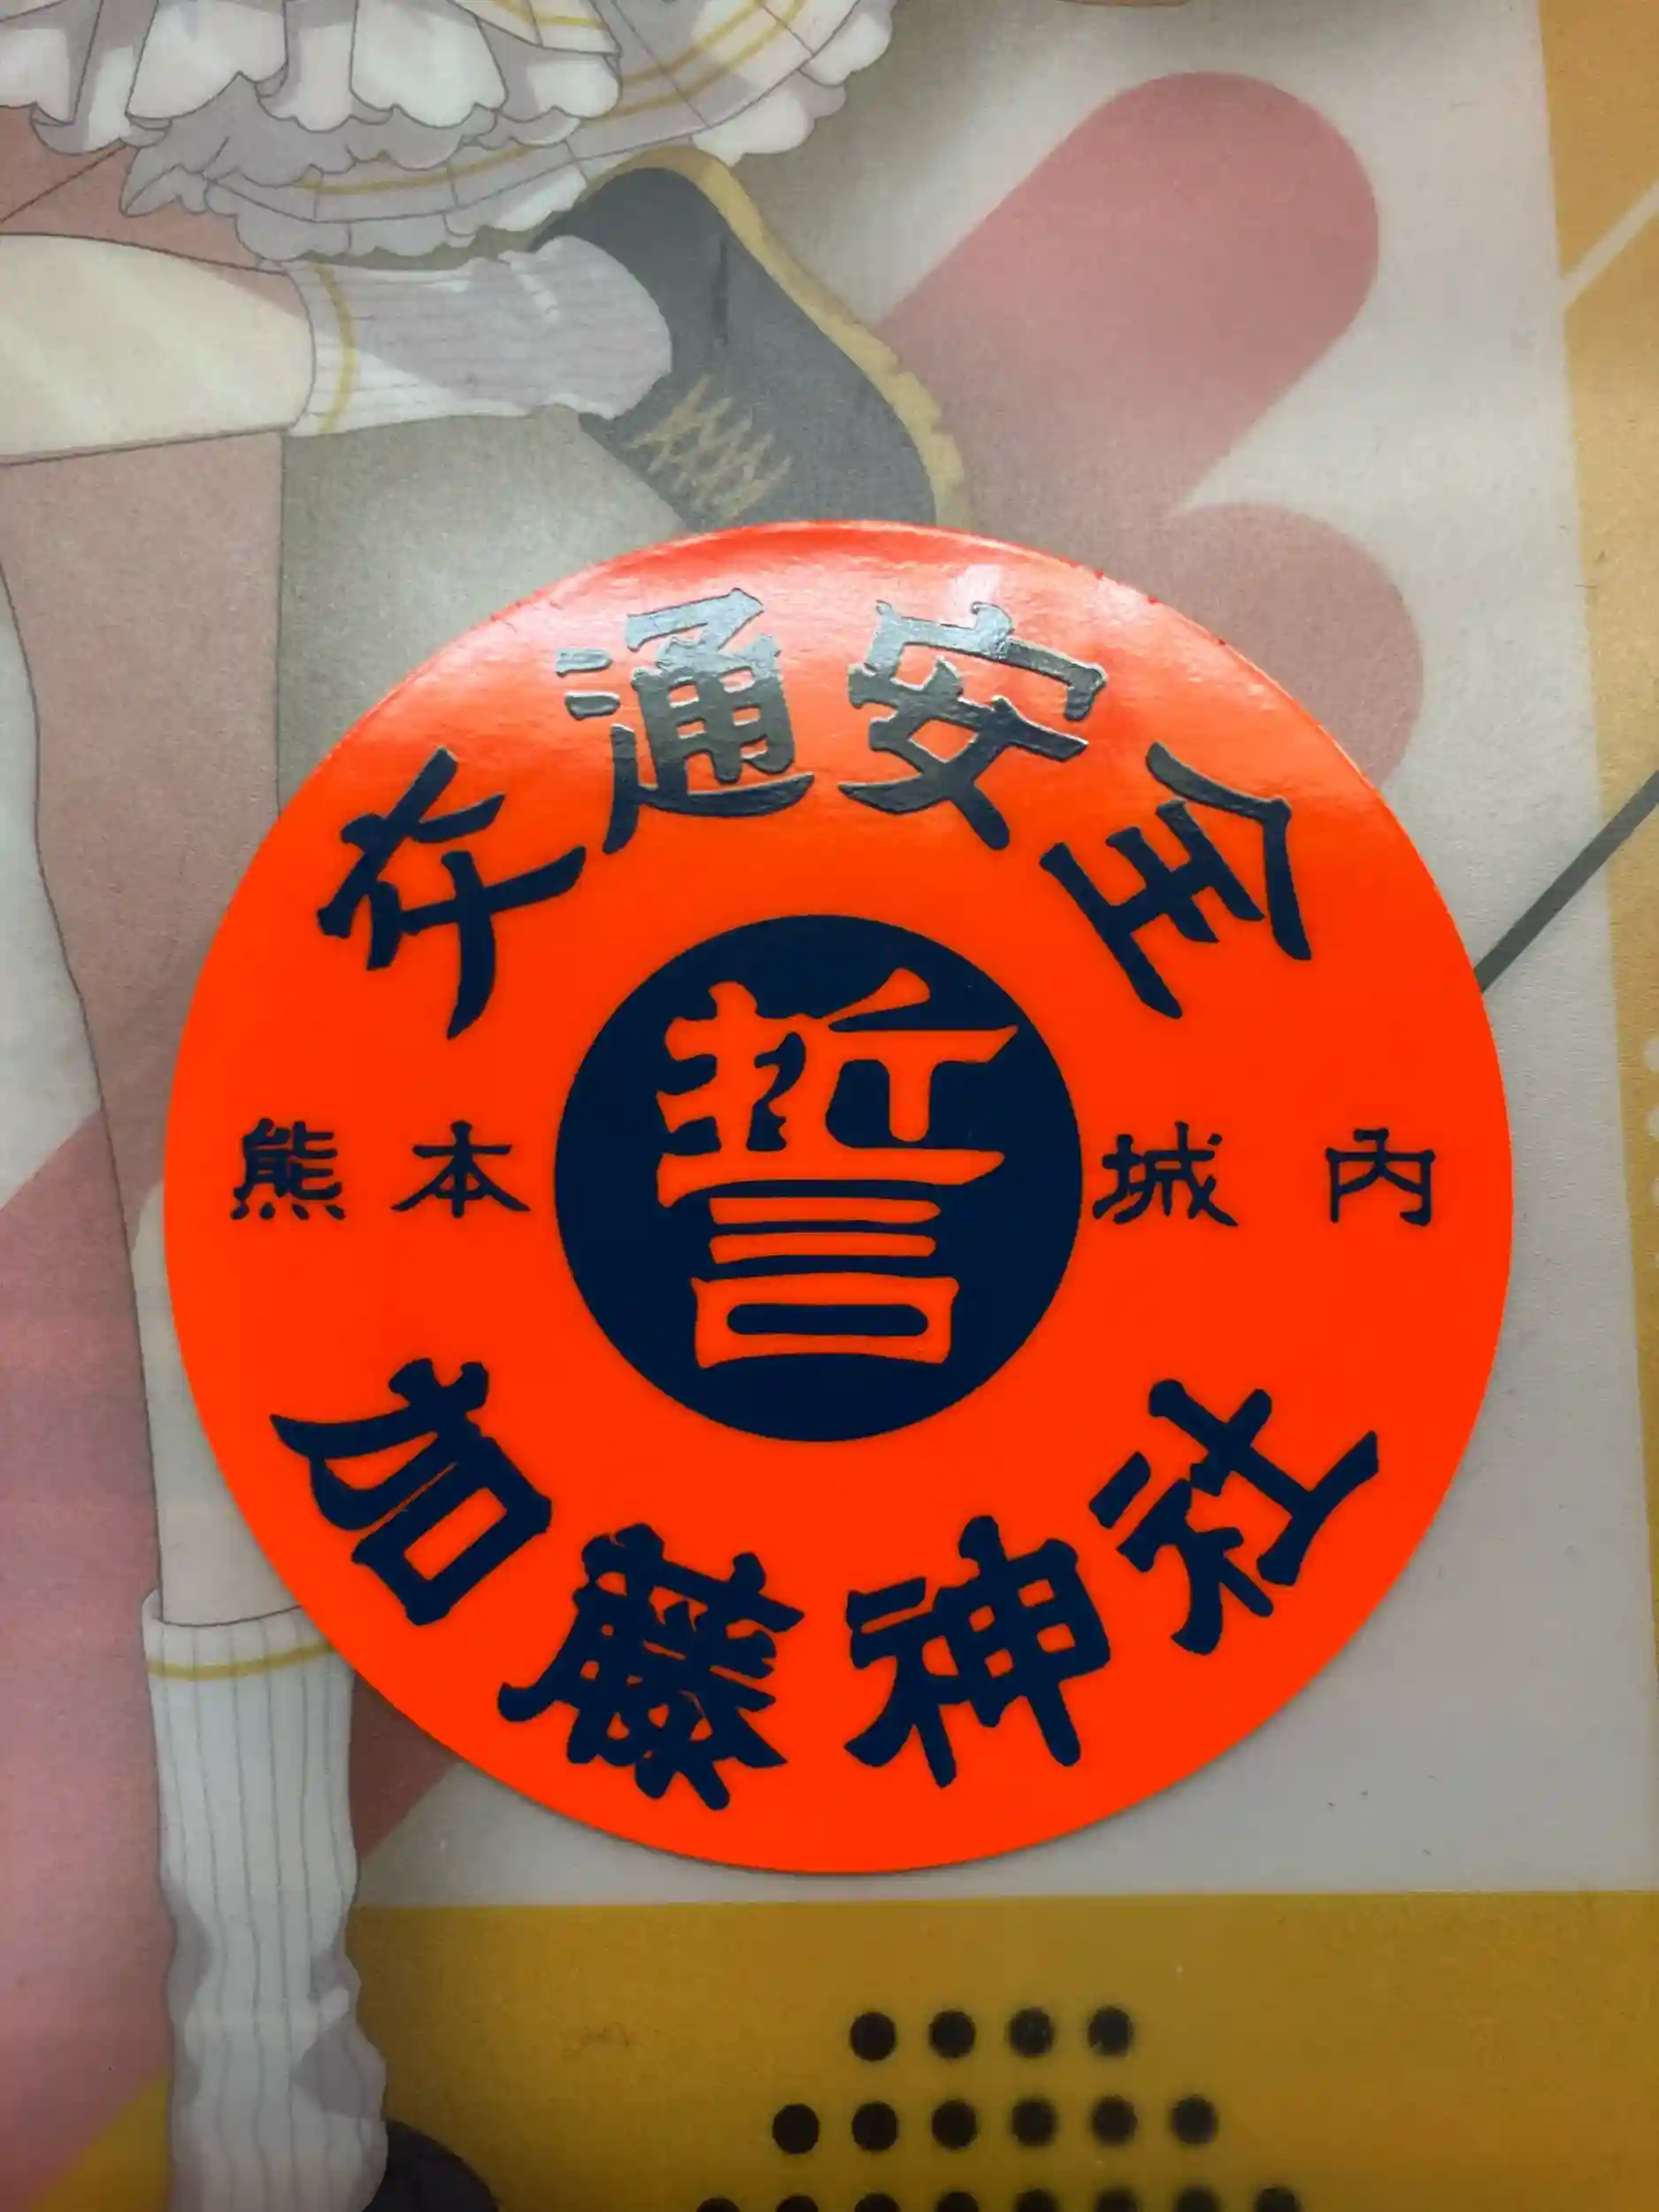 交通安全
熊本
誓
城内
加藤神社